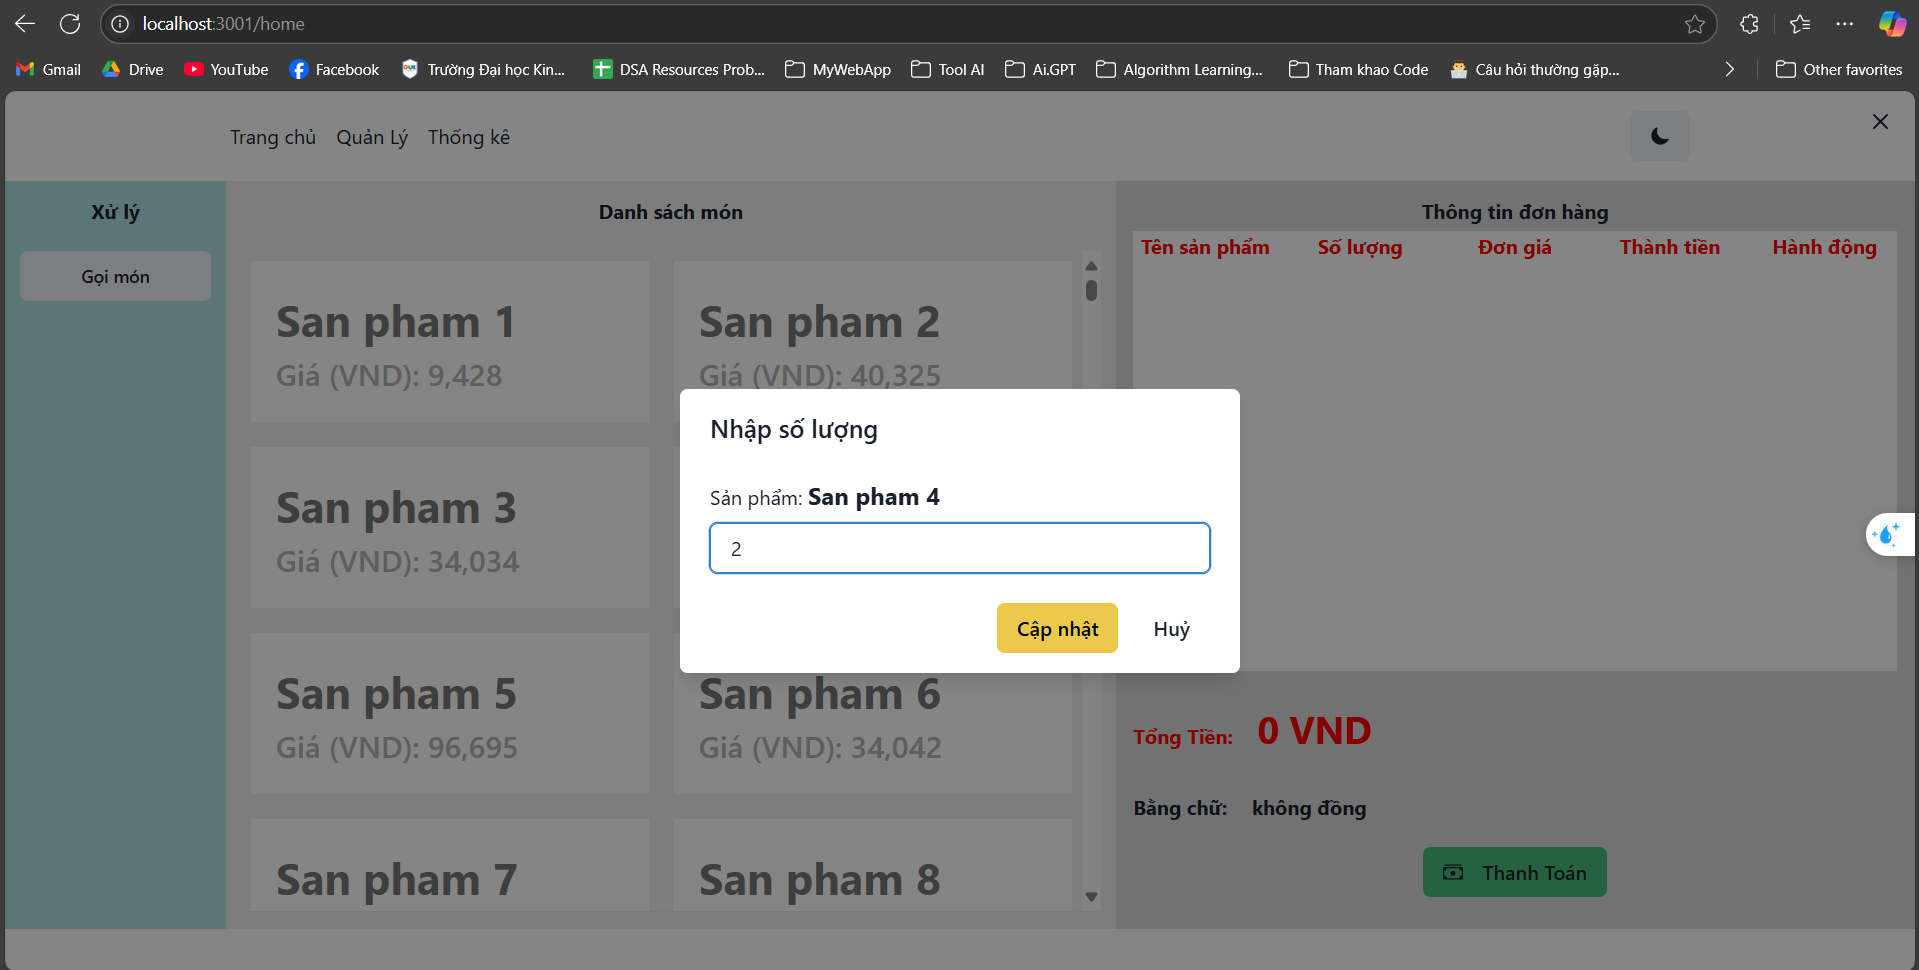 localhost:3001/home
Gmail Drive YouTube Facebook Trường Đại học Kin... DSA Resources Prob... MyWebApp Tool AI Ai.GPT Algorithm Learning... Tham khao Code Câu hỏi thường gặp... Other favorites
Trang chủ Quản Lý Thống kê
Xử lý
Gọi món
Danh sách món
San pham 1
Giá (VND): 9,428
San pham 2
Giá (VND): 40,325
San pham 3
Giá (VND): 34,034
San pham 5
Giá (VND): 96,695
San pham 6
Giá (VND): 34,042
San pham 7
San pham 8
Nhập số lượng
Sản phẩm: San pham 4
2
Cập nhật Huỷ
Thông tin đơn hàng
Tên sản phẩm Số lượng Đơn giá Thành tiền Hành động
Tổng Tiền: 0 VND
Bằng chữ: không đồng
Thanh Toán